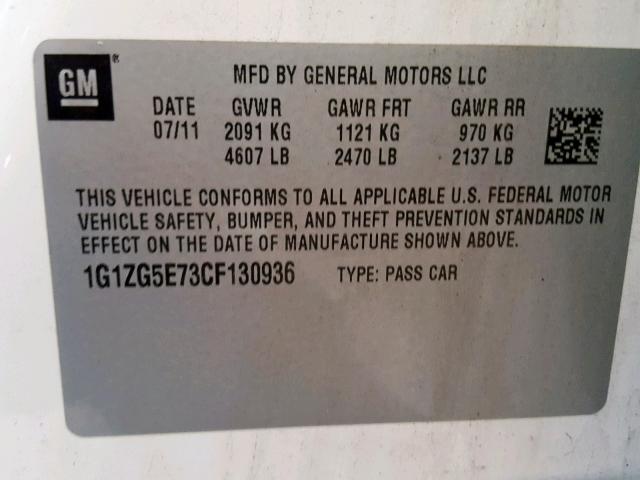 GM®
MFD BY GENERAL MOTORS LLC
DATE GVWR GAWR FRT GAWR RR
07/11 2091 KG 1121 KG 970 KG
4607 LB 2470 LB 2137 LB
THIS VEHICLE CONFORMS TO ALL APPLICABLE U.S. FEDERAL MOTOR
VEHICLE SAFETY, BUMPER, AND THEFT PREVENTION STANDARDS IN
EFFECT ON THE DATE OF MANUFACTURE SHOWN ABOVE.
1G1ZG5E73CF130936 TYPE: PASS CAR